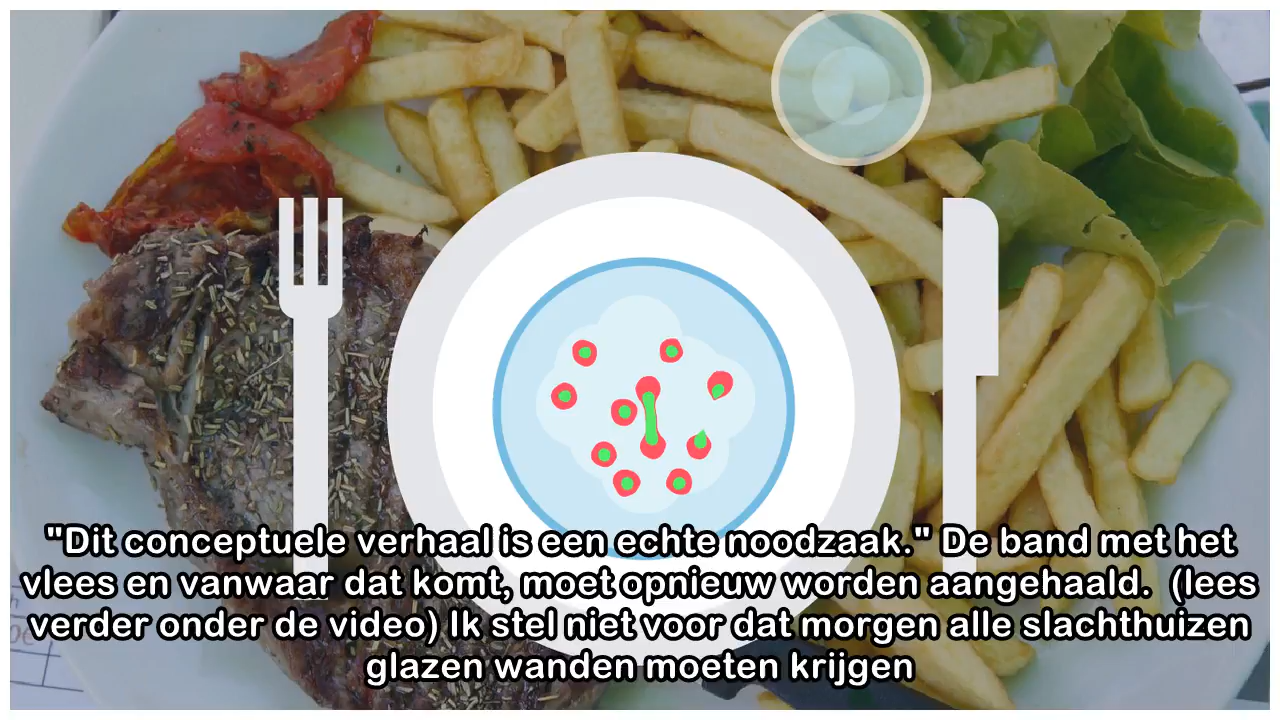 "Dit conceptuele verhaal is een echte noodzaak." De band met het
vlees en vanwaar dat komt, moet opnieuw worden aangehaald.  (lees
verder onder de video) Ik stel niet voor dat morgen alle slachthuizen
glazen wanden moeten krijgen